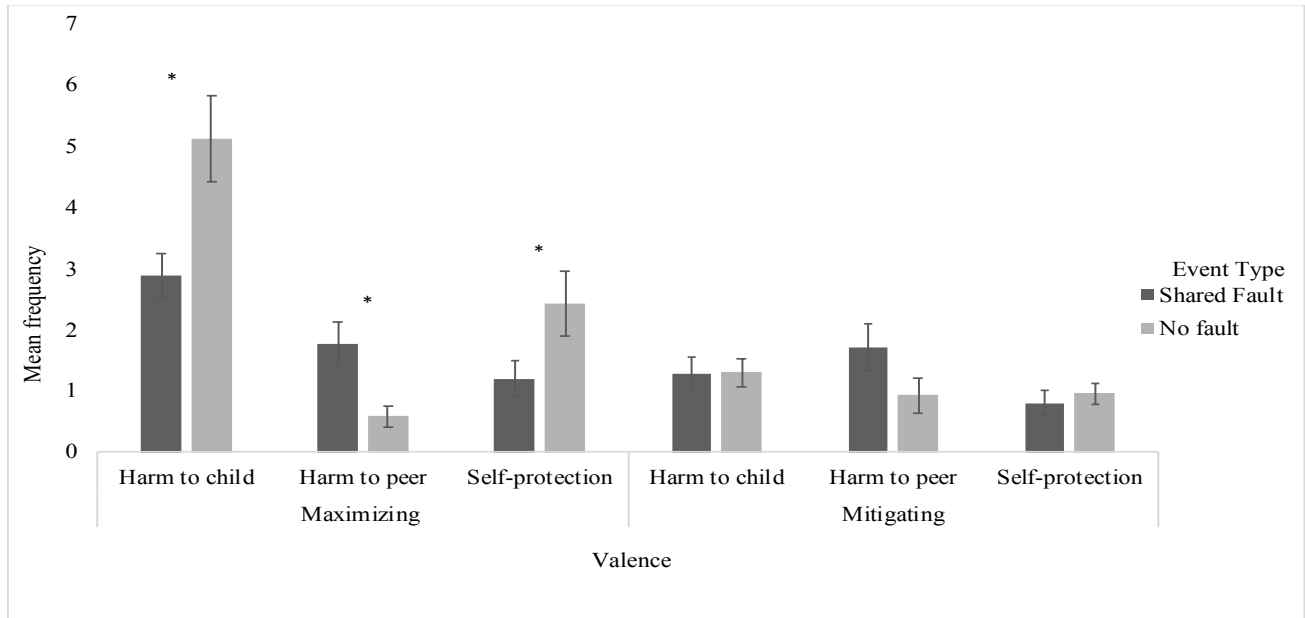 7
6
5
4
3
2
1
0
Mean frequency
*
*
*
Harm to child
Harm to peer
Self-protection
Harm to child
Harm to peer
Self-protection
Maximizing
Mitigating
Valence
Event Type
Shared Fault
No fault